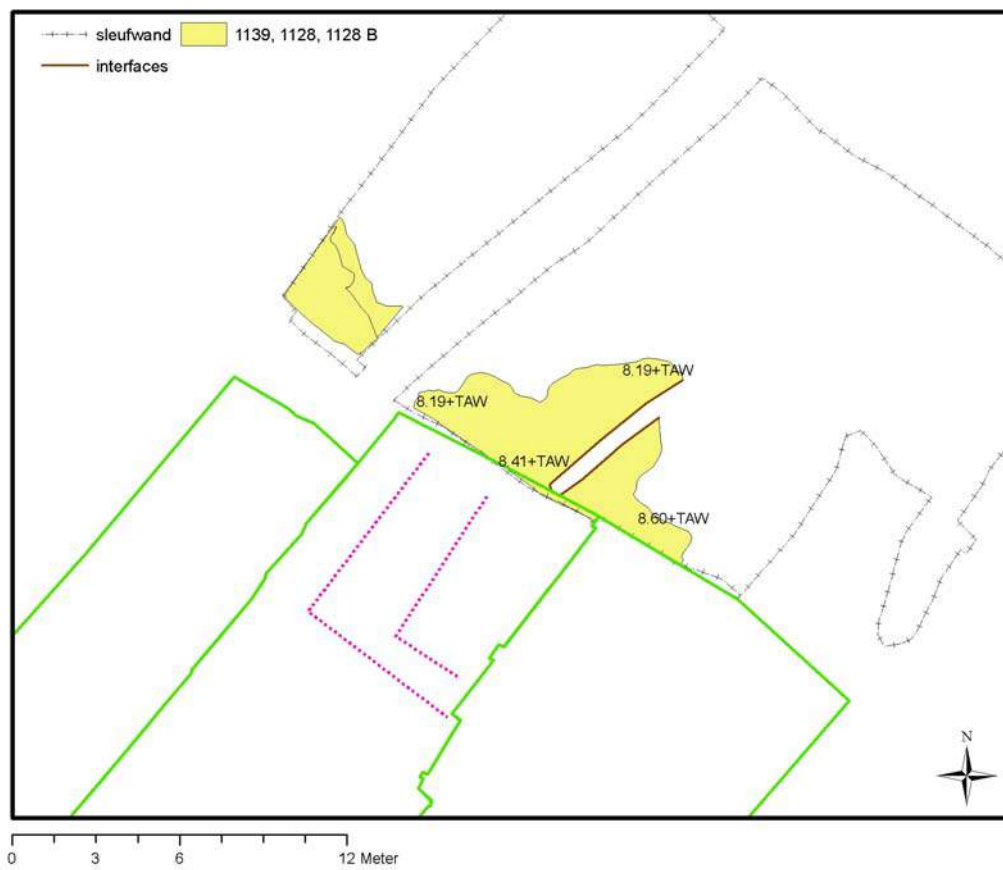 sleufwand 1139, 1128, 1128 B
interfaces
8.19+TAW
8.19+TAW
8.41+TAW
8.60+TAW
N
0 3 6 12 Meter